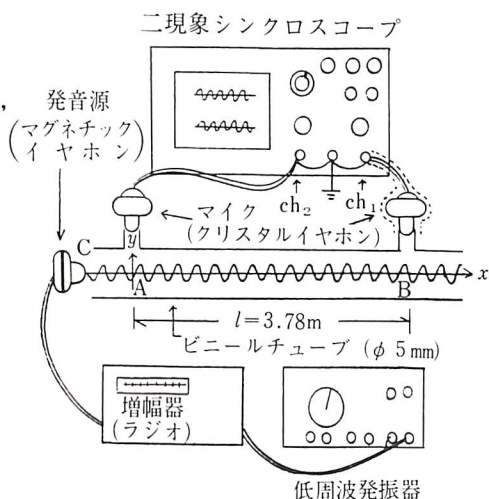 二現象シンクロスコープ
，
発音源
(マグネチック
イヤホン)
ch₂
ch₁
マイク
(クリスタルイヤホン)
C
y
A
B
x
l=3.78m
ビニールチューブ (φ 5 mm)
増幅器
(ラジオ)
低周波発振器